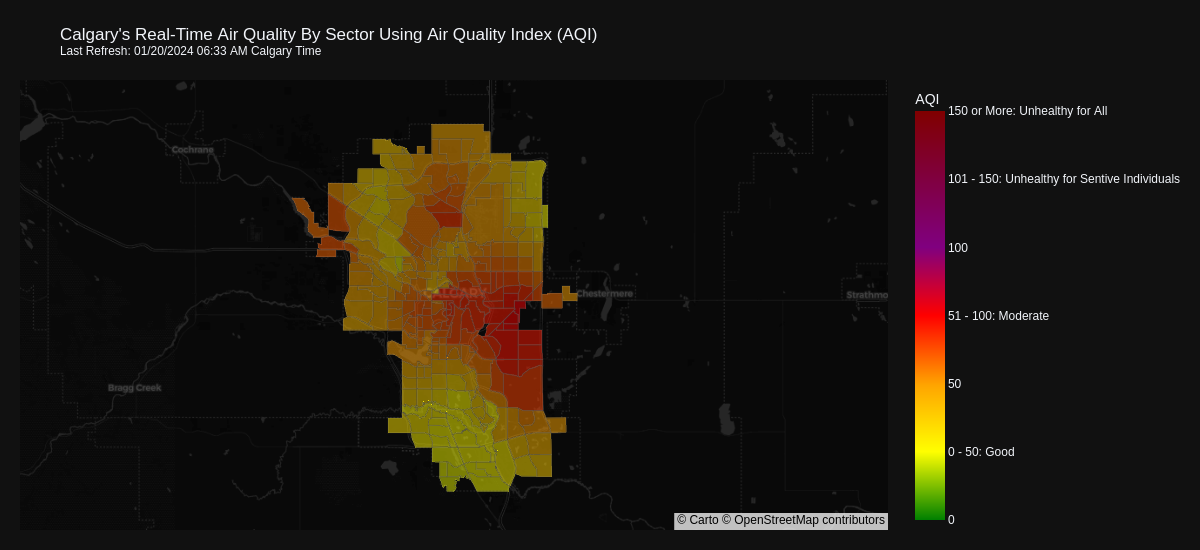 Calgary's Real-Time Air Quality By Sector Using Air Quality Index (AQI)
Last Refresh: 01/20/2024 06:33 AM Calgary Time
AQI
150 or More: Unhealthy for All
Cochrane
101 - 150: Unhealthy for Sentive Individuals
100
CALGARY
Chestermere
Strathmo
51 - 100: Moderate
Bragg Creek
50
0 - 50: Good
© Carto © OpenStreetMap contributors
0